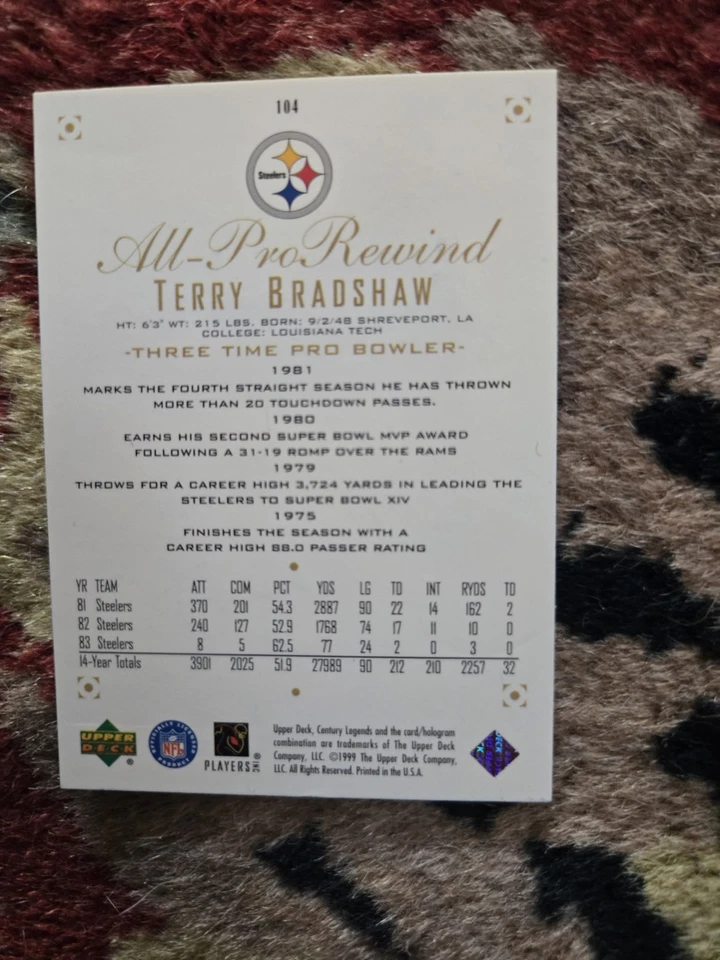 104
Steelers
All-Pro Rewind
TERRY BRADSHAW
HT: 6'3" WT: 215 LBS. BORN: 9/2/48 SHREVEPORT, LA
COLLEGE: LOUISIANA TECH
-THREE TIME PRO BOWLER-
1981
MARKS THE FOURTH STRAIGHT SEASON HE HAS THROWN
MORE THAN 20 TOUCHDOWN PASSES.
1980
EARNS HIS SECOND SUPER BOWL MVP AWARD
FOLLOWING A 31-19 ROMP OVER THE RAMS
1979
THROWS FOR A CAREER HIGH 3,724 YARDS IN LEADING THE
STEELERS TO SUPER BOWL XIV
1975
FINISHES THE SEASON WITH A
CAREER HIGH 88.0 PASSER RATING
YR TEAM ATT COM PCT YDS LG TD INT RYDS TD
81 Steelers 370 201 54.3 2887 90 22 14 162 2
82 Steelers 240 127 52.9 1768 74 17 11 10 0
83 Steelers 8 5 62.5 77 24 2 0 3 0
14-Year Totals 3901 2025 51.9 27989 90 212 210 2257 32
UPPER DECK
OFFICIALLY LICENSED PRODUCT
NFL
PLAYERS INC
Upper Deck, Century Legends and the card/hologram
combination are trademarks of The Upper Deck
Company, LLC. ©1999 The Upper Deck Company,
LLC. All Rights Reserved. Printed in the U.S.A.